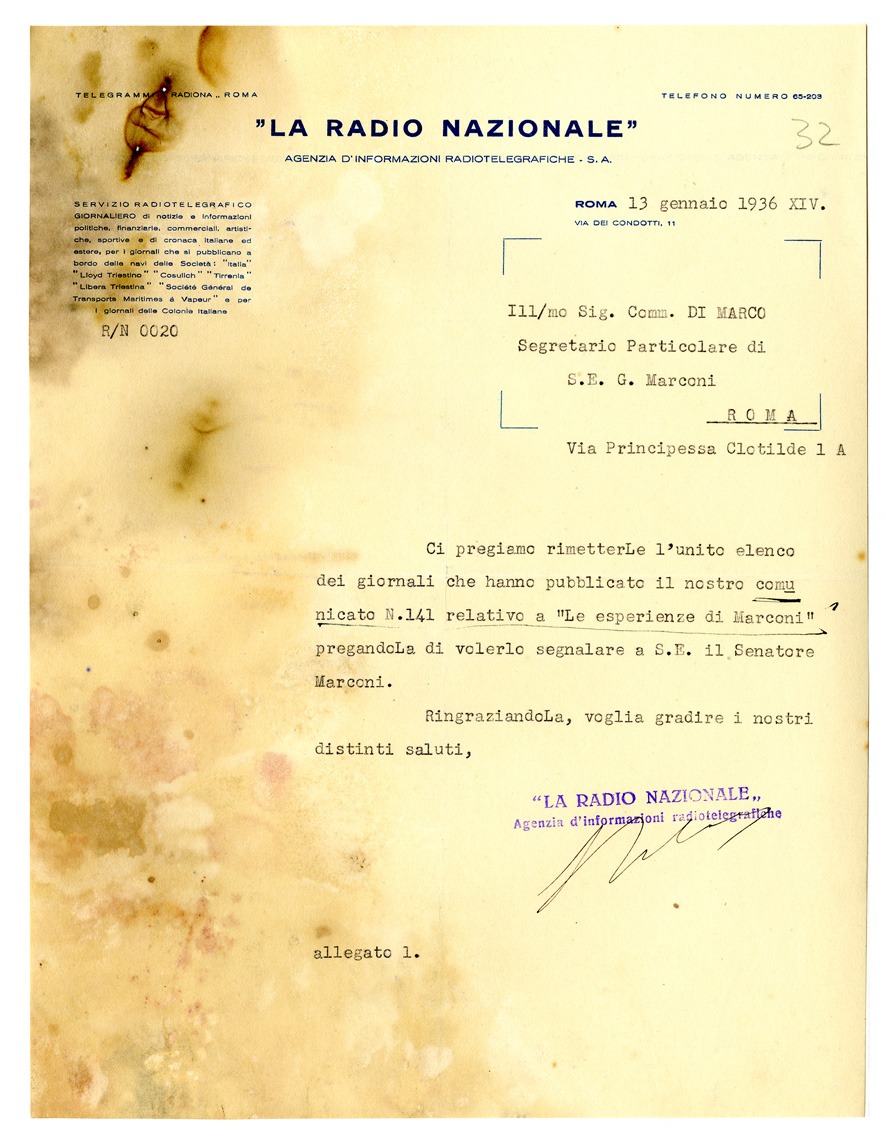 TELEGRAMMI RADIONA „ ROMA
TELEFONO NUMERO 65-203
32
"LA RADIO NAZIONALE"
AGENZIA D'INFORMAZIONI RADIOTELEGRAFICHE - S. A.
SERVIZIO RADIOTELEGRAFICO
GIORNALIERO di notizie e informazioni
politiche, finanziarie, commerciali, artisti-
che, sportive e di cronaca italiane ed
estere, per i giornali che si pubblicano a
bordo delle navi delle Società: "Italia"
"Lloyd Triestino" "Cosulich" "Tirrenia"
"Libera Triestina" "Société Général de
Transports Maritimes á Vapeur" e per
i giornali delle Colonie Italiane
R/N 0020
ROMA 13 gennaio 1936 XIV.
VIA DEI CONDOTTI, 11
Ill/mo Sig. Comm. DI MARCO
Segretario Particolare di
S.E. G. Marconi
R O M A
Via Principessa Clotilde 1 A
Ci pregiamo rimetterLe l'unito elenco
dei giornali che hanno pubblicato il nostro comu
nicato N.141 relativo a "Le esperienze di Marconi"
pregandoLa di volerlo segnalare a S.E. il Senatore
Marconi.
RingraziandoLa, voglia gradire i nostri
distinti saluti,
"LA RADIO NAZIONALE„
Agenzia d'informazioni radiotelegrafiche
allegato 1.